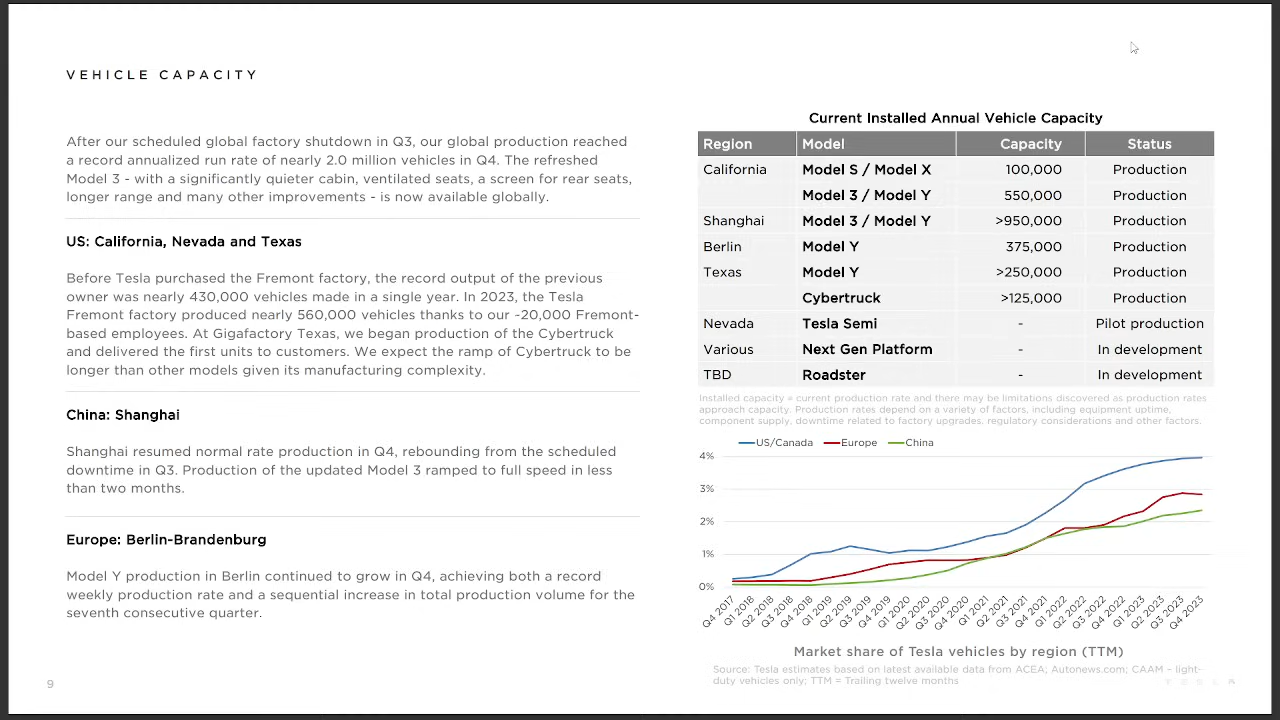 VEHICLE CAPACITY
After our scheduled global factory shutdown in Q3, our global production reached
a record annualized run rate of nearly 2.0 million vehicles in Q4. The refreshed
Model 3 - with a significantly quieter cabin, ventilated seats, a screen for rear seats,
longer range and many other improvements - is now available globally.
US: California, Nevada and Texas
Before Tesla purchased the Fremont factory, the record output of the previous
owner was nearly 430,000 vehicles made in a single year. In 2023, the Tesla
Fremont factory produced nearly 560,000 vehicles thanks to our ~20,000 Fremont-
based employees. At Gigafactory Texas, we began production of the Cybertruck
and delivered the first units to customers. We expect the ramp of Cybertruck to be
longer than other models given its manufacturing complexity.
China: Shanghai
Shanghai resumed normal rate production in Q4, rebounding from the scheduled
downtime in Q3. Production of the updated Model 3 ramped to full speed in less
than two months.
Europe: Berlin-Brandenburg
Model Y production in Berlin continued to grow in Q4, achieving both a record
weekly production rate and a sequential increase in total production volume for the
seventh consecutive quarter.
9
Current Installed Annual Vehicle Capacity
Region Model Capacity Status
California Model S / Model X 100,000 Production
Model 3 / Model Y 550,000 Production
Shanghai Model 3 / Model Y >950,000 Production
Berlin Model Y 375,000 Production
Texas Model Y >250,000 Production
Cybertruck >125,000 Production
Nevada Tesla Semi - Pilot production
Various Next Gen Platform - In development
TBD Roadster - In development
Installed capacity = current production rate and there may be limitations discovered as production rates
approach capacity. Production rates depend on a variety of factors, including equipment uptime,
component supply, downtime related to factory upgrades, regulatory considerations and other factors.
US/Canada Europe China
4%
3%
2%
1%
0%
Q4 2017 Q1 2018 Q2 2018 Q3 2018 Q4 2018 Q1 2019 Q2 2019 Q3 2019 Q4 2019 Q1 2020 Q2 2020 Q3 2020 Q4 2020 Q1 2021 Q2 2021 Q3 2021 Q4 2021 Q1 2022 Q2 2022 Q3 2022 Q4 2022 Q1 2023 Q2 2023 Q3 2023 Q4 2023
Market share of Tesla vehicles by region (TTM)
Source: Tesla estimates based on latest available data from ACEA; Autonews.com; CAAM – light-
duty vehicles only; TTM = Trailing twelve months
TESLA